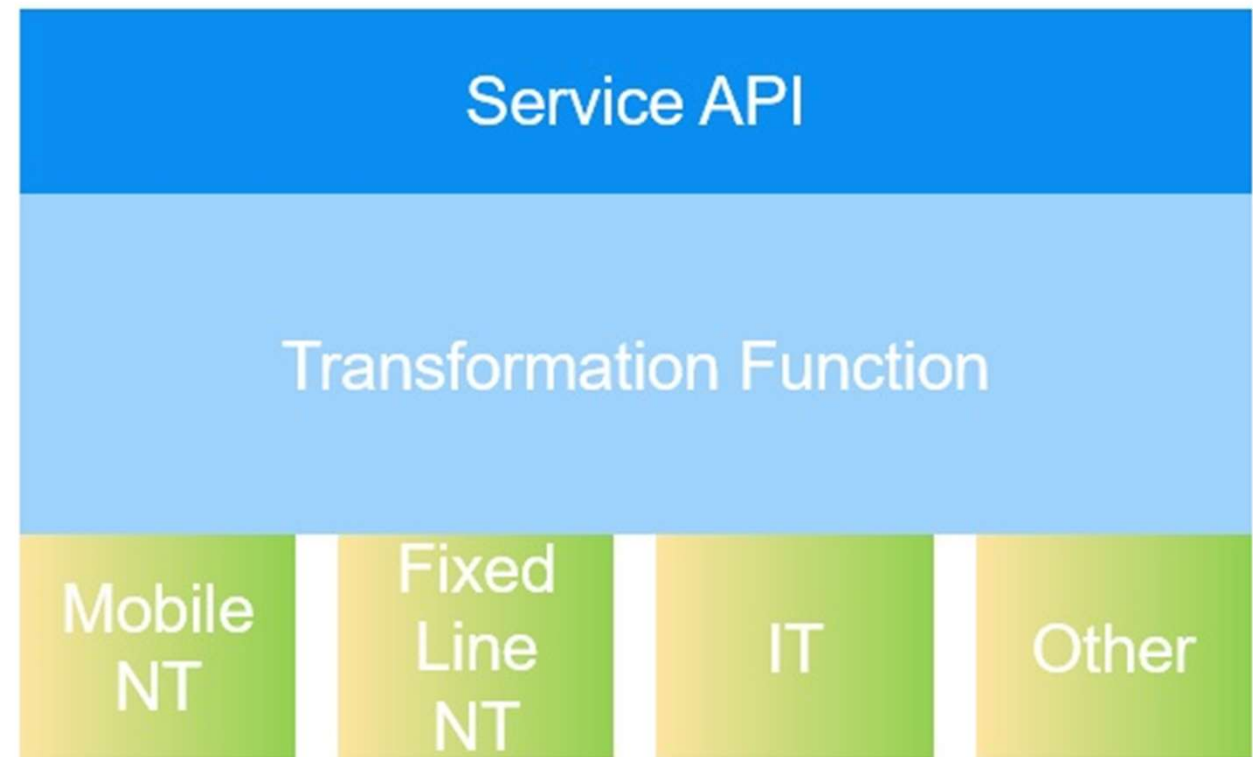 Service API
Transformation Function
Mobile
NT
Fixed
Line
NT
IT
Other